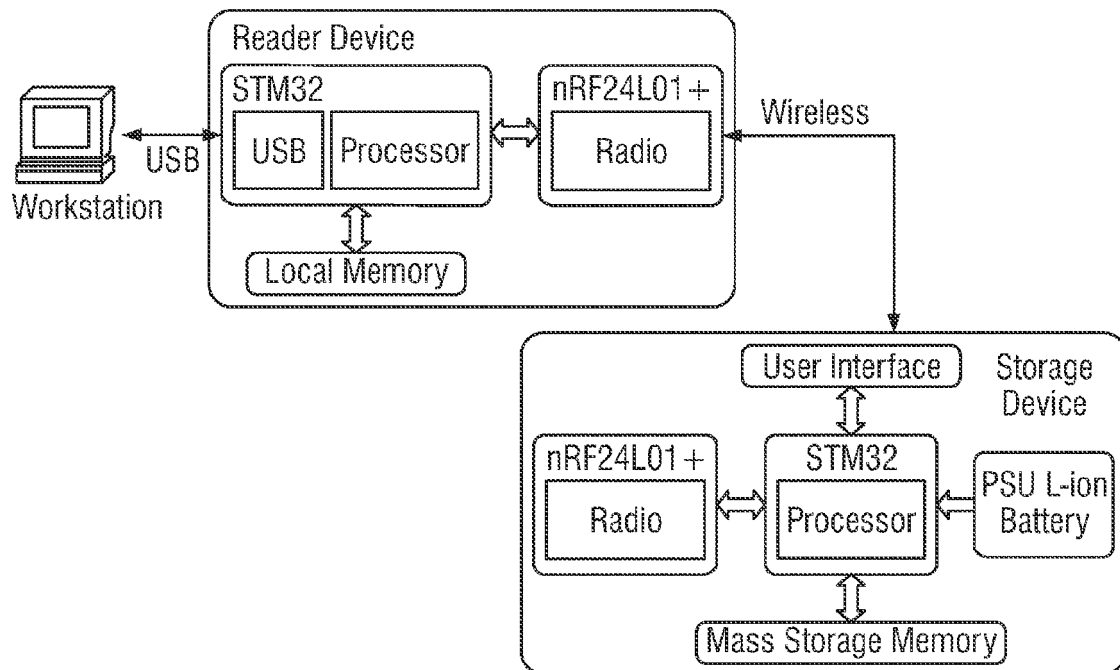 Reader Device
STM32
nRF24L01+
USB
Processor
Radio
Wireless
USB
Workstation
Local Memory
User Interface
Storage
Device
nRF24L01+
STM32
PSU L-ion
Battery
Radio
Processor
Mass Storage Memory